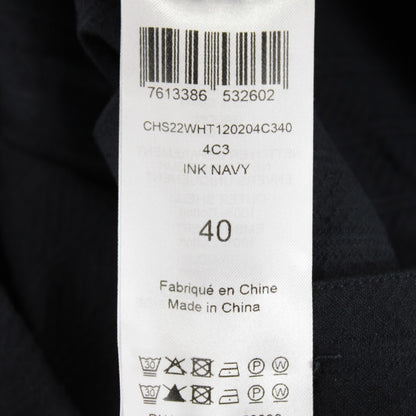 7613386 532602
CHS22WHT120204C340
4C3
INK NAVY
40
Fabriqué en Chine
Made in China